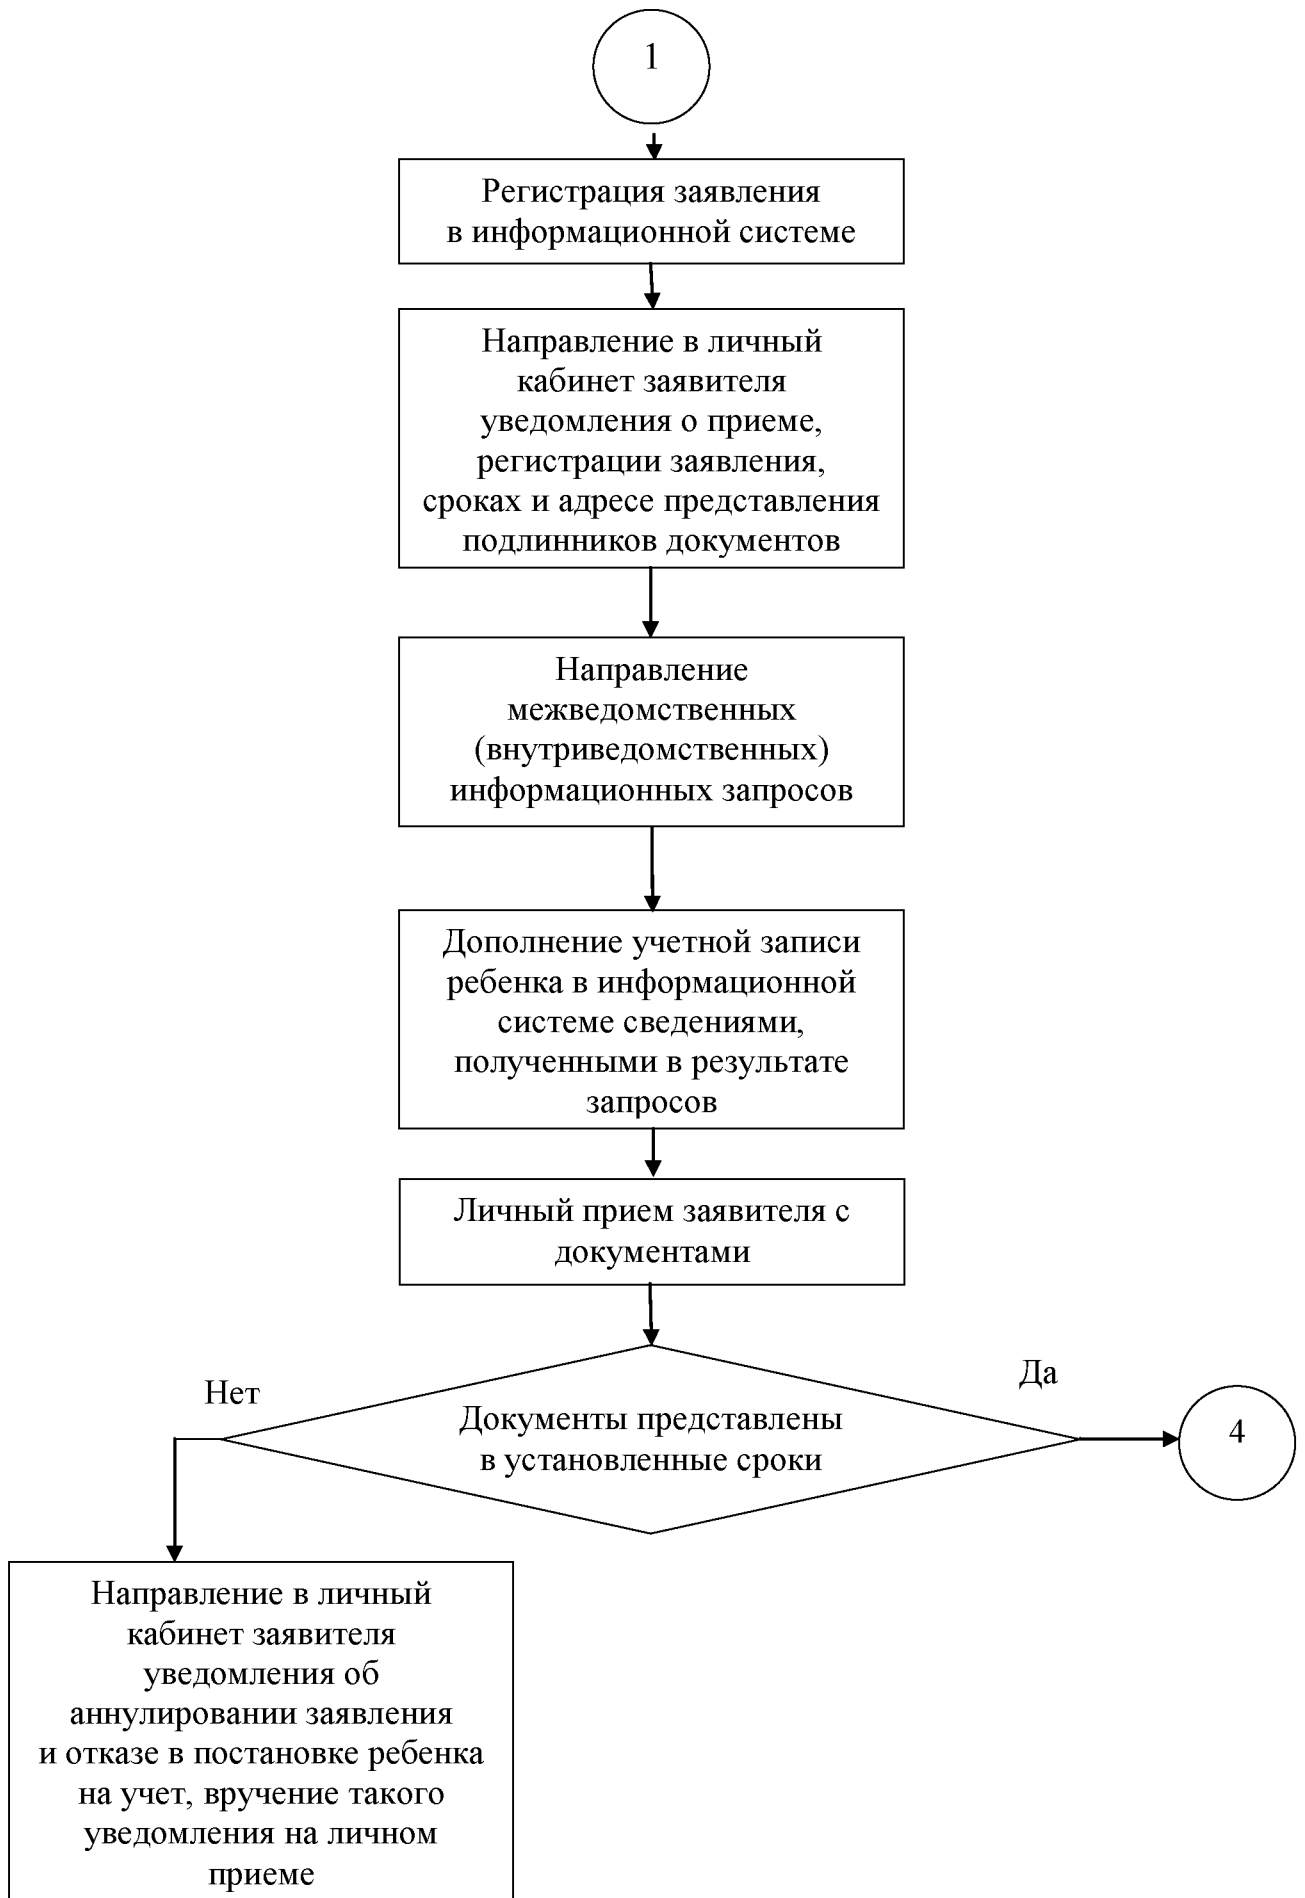 1
Регистрация заявления
в информационной системе
Направление в личный
кабинет заявителя
уведомления о приеме,
регистрации заявления,
сроках и адресе представления
подлинников документов
Направление
межведомственных
(внутриведомственных)
информационных запросов
Дополнение учетной записи
ребенка в информационной
системе сведениями,
полученными в результате
запросов
Личный прием заявителя с
документами
Нет
Да
Документы представлены
в установленные сроки
4
Направление в личный
кабинет заявителя
уведомления об
аннулировании заявления
и отказе в постановке ребенка
на учет, вручение такого
уведомления на личном
приеме